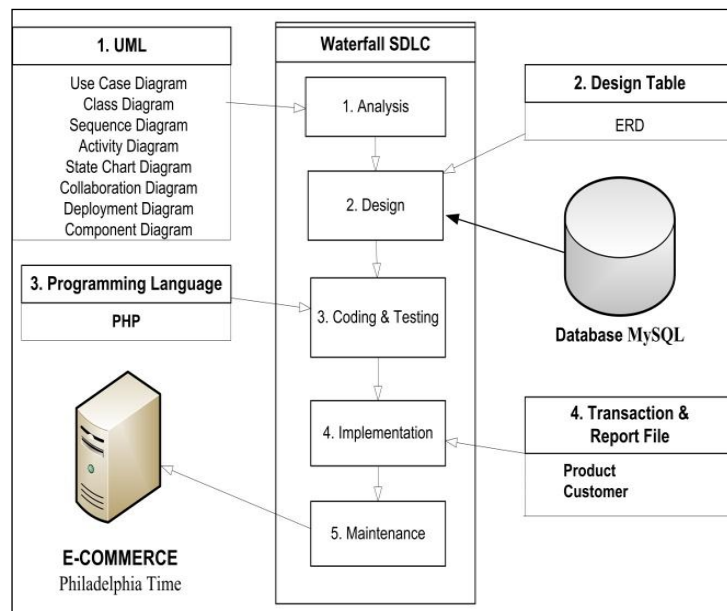 1. UML
Use Case Diagram
Class Diagram
Sequence Diagram
Activity Diagram
State Chart Diagram
Collaboration Diagram
Deployment Diagram
Component Diagram
Waterfall SDLC
1. Analysis
2. Design
3. Coding & Testing
4. Implementation
5. Maintenance
2. Design Table
ERD
Database MySQL
3. Programming Language
PHP
4. Transaction &
Report File
Product
Customer
E-COMMERCE
Philadelphia Time